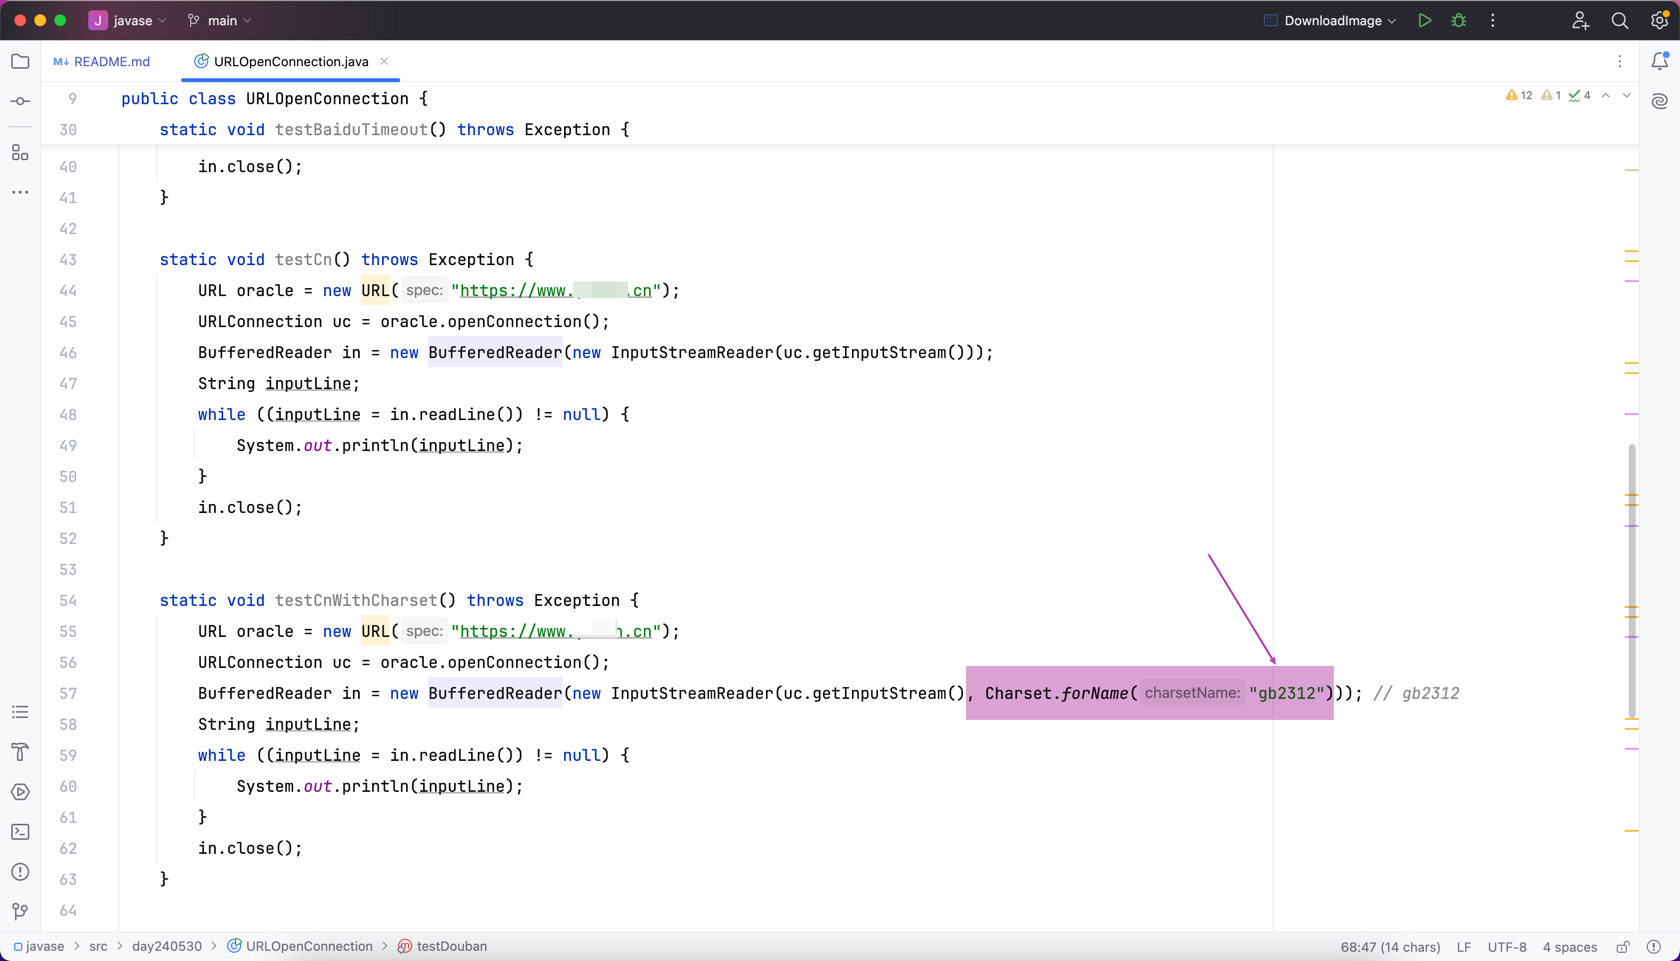 J javase main DownloadImage
M↓ README.md URLOpenConnection.java
9 public class URLOpenConnection { 12 1 4
30 static void testBaiduTimeout() throws Exception {
40 in.close();
41 }
42
43 static void testCn() throws Exception {
44 URL oracle = new URL( spec: "https://www. .cn");
45 URLConnection uc = oracle.openConnection();
46 BufferedReader in = new BufferedReader(new InputStreamReader(uc.getInputStream()));
47 String inputLine;
48 while ((inputLine = in.readLine()) != null) {
49 System.out.println(inputLine);
50 }
51 in.close();
52 }
53
54 static void testCnWithCharset() throws Exception {
55 URL oracle = new URL( spec: "https://www. .cn");
56 URLConnection uc = oracle.openConnection();
57 BufferedReader in = new BufferedReader(new InputStreamReader(uc.getInputStream(), Charset.forName( charsetName: "gb2312"))); // gb2312
58 String inputLine;
59 while ((inputLine = in.readLine()) != null) {
60 System.out.println(inputLine);
61 }
62 in.close();
63 }
64
javase > src > day240530 > URLOpenConnection > testDouban 68:47 (14 chars) LF UTF-8 4 spaces